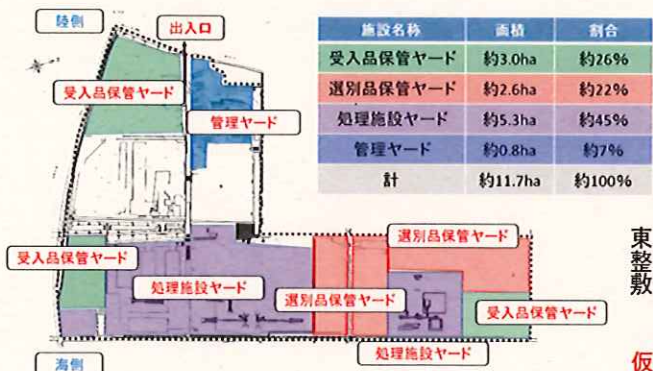 陸側
出入口
施設名称 面積 割合
受入品保管ヤード 約3.0ha 約26%
選別品保管ヤード 約2.6ha 約22%
処理施設ヤード 約5.3ha 約45%
管理ヤード 約0.8ha 約7%
計 約11.7ha 約100%
受入品保管ヤード
管理ヤード
選別品保管ヤード
受入品保管ヤード
処理施設ヤード
選別品保管ヤード
受入品保管ヤード
処理施設ヤード
海側
東整敷
仮